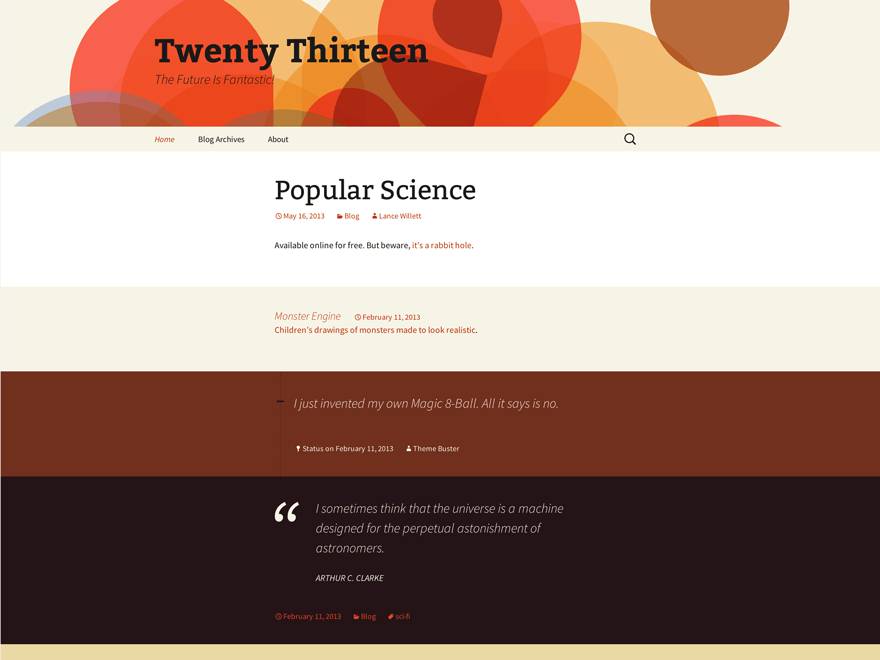 Twenty Thirteen
The Future Is Fantastic!
Home Blog Archives About
Popular Science
May 16, 2013 Blog Lance Willett
Available online for free. But beware, it's a rabbit hole.
Monster Engine February 11, 2013
Children's drawings of monsters made to look realistic.
I just invented my own Magic 8-Ball. All it says is no.
Status on February 11, 2013 Theme Buster
“ I sometimes think that the universe is a machine
designed for the perpetual astonishment of
astronomers.
ARTHUR C. CLARKE
February 11, 2013 Blog sci-fi